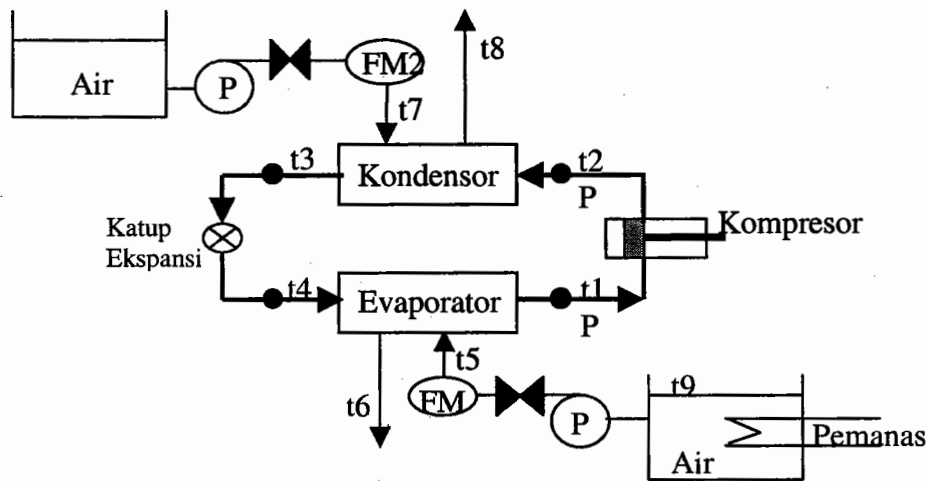 t8
Air
P
FM2
t7
t3
Kondensor
t2
P
Katup
Ekspansi
Kompresor
t4
Evaporator
t1
P
t5
t6
FM
P
t9
Air
Pemanas